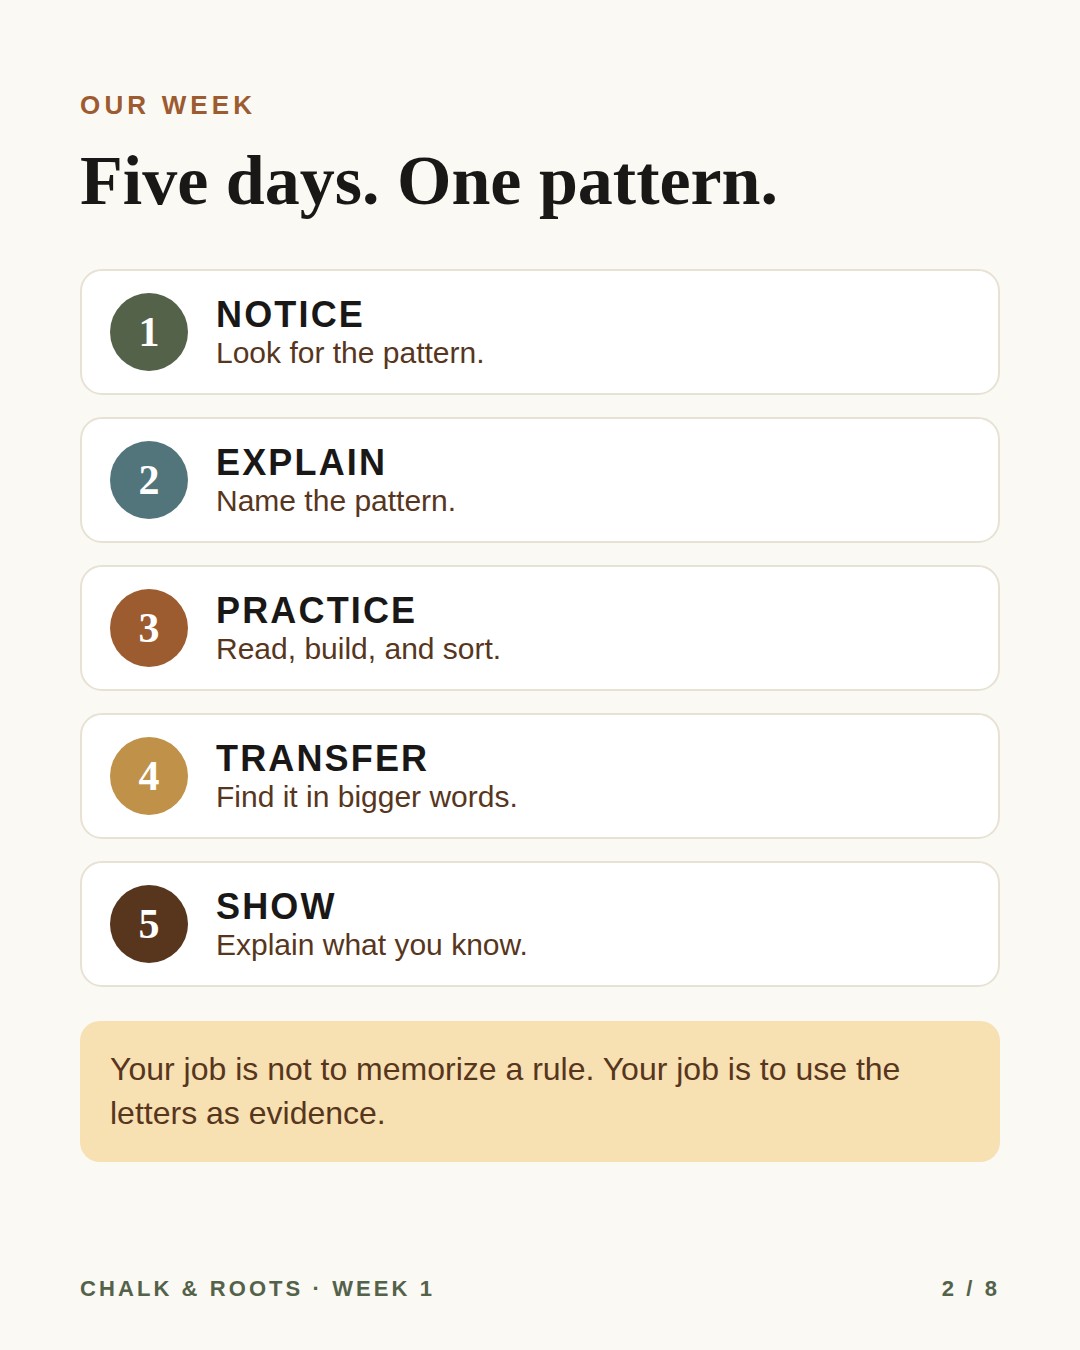 OUR WEEK
Five days. One pattern.
1
NOTICE
Look for the pattern.
2
EXPLAIN
Name the pattern.
3
PRACTICE
Read, build, and sort.
4
TRANSFER
Find it in bigger words.
5
SHOW
Explain what you know.
Your job is not to memorize a rule. Your job is to use the
letters as evidence.
CHALK & ROOTS · WEEK 1
2 / 8